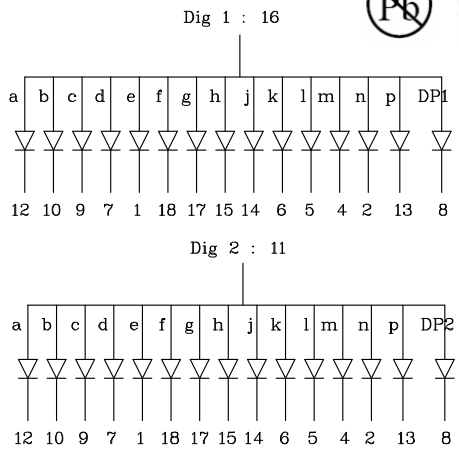 Dig 1 : 16
Pb
a b c d e f g h j k l m n p DP1
12 10 9 7 1 18 17 15 14 6 5 4 2 13 8
Dig 2 : 11
a b c d e f g h j k l m n p DP2
12 10 9 7 1 18 17 15 14 6 5 4 2 13 8